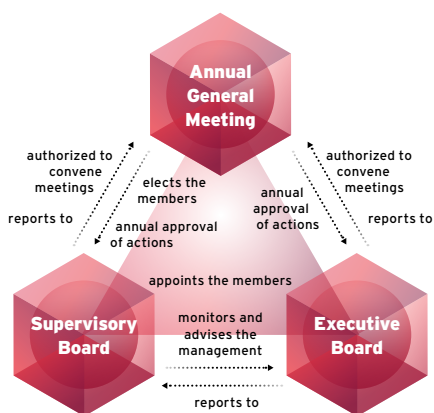 Annual
General
Meeting
authorized to
convene
meetings
reports to
elects the
members
annual approval
of actions
annual
approval
of actions
authorized to
convene
meetings
reports to
appoints the members
Supervisory
Board
monitors and
advises the
management
Executive
Board
reports to